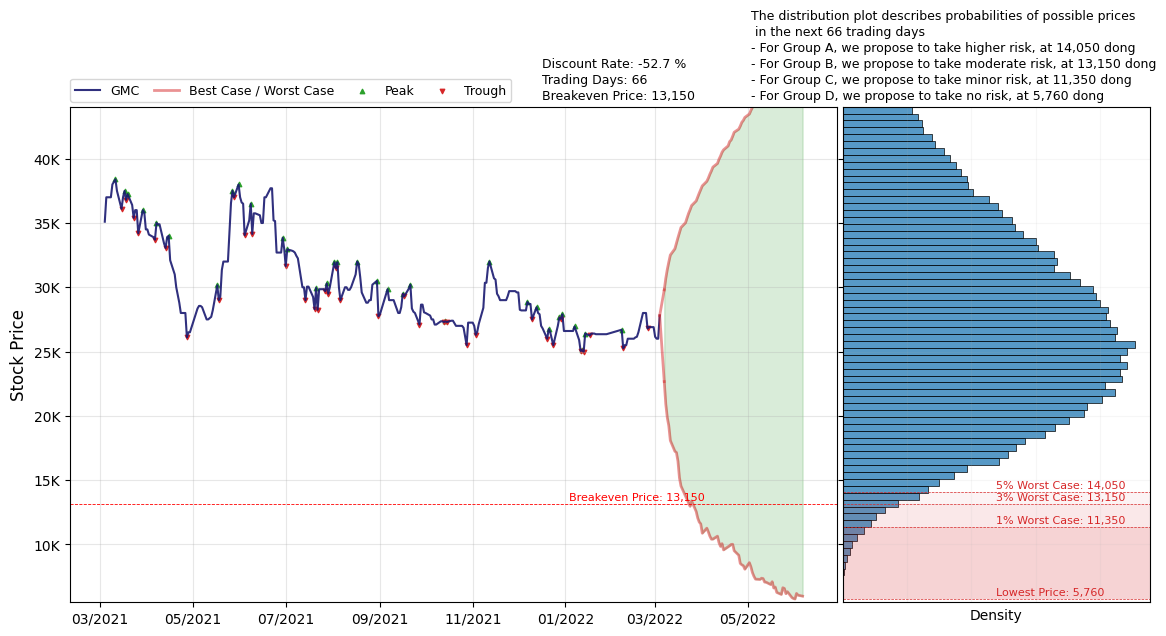 The distribution plot describes probabilities of possible prices
in the next 66 trading days
- For Group A, we propose to take higher risk, at 14,050 dong
- For Group B, we propose to take moderate risk, at 13,150 dong
- For Group C, we propose to take minor risk, at 11,350 dong
- For Group D, we propose to take no risk, at 5,760 dong
Discount Rate: -52.7 %
Trading Days: 66
Breakeven Price: 13,150
GMC
Best Case / Worst Case
Peak
Trough
Stock Price
40K
35K
30K
25K
20K
15K
10K
Breakeven Price: 13,150
03/2021
05/2021
07/2021
09/2021
11/2021
01/2022
03/2022
05/2022
5% Worst Case: 14,050
3% Worst Case: 13,150
1% Worst Case: 11,350
Lowest Price: 5,760
Density